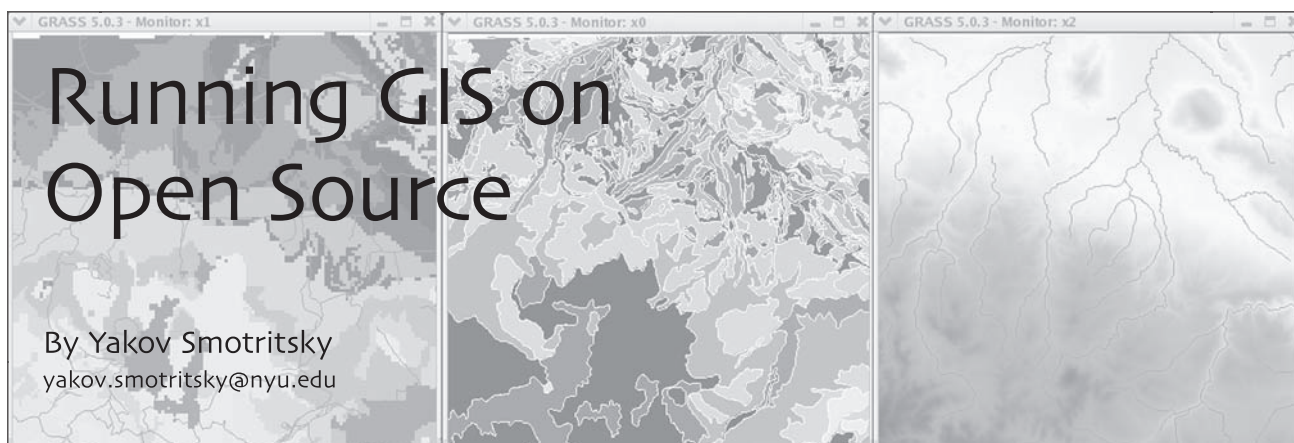 GRASS 5.0.3 - Monitor: x1
GRASS 5.0.3 - Monitor: x0
GRASS 5.0.3 - Monitor: x2
Running GIS on
Open Source
By Yakov Smotritsky
yakov.smotritsky@nyu.edu